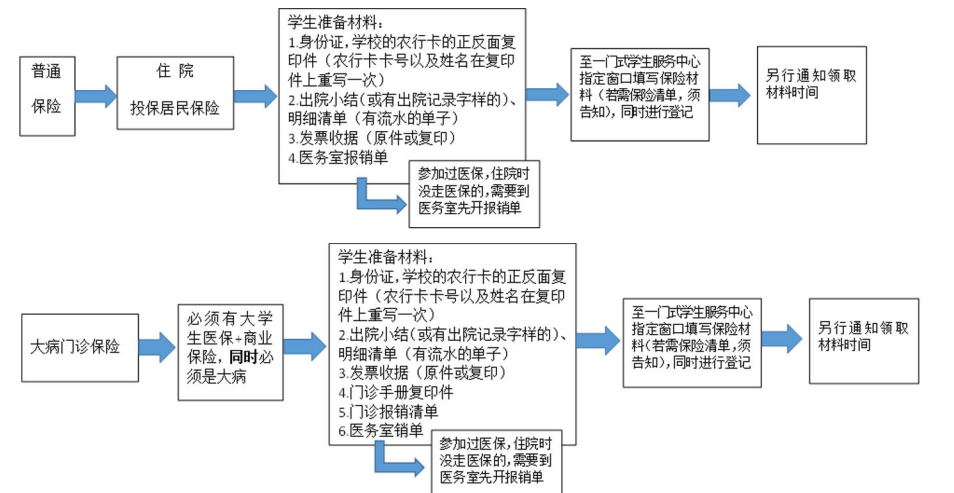 普通
保险
住 院
投保居民保险
学生准备材料：
1.身份证，学校的农行卡的正反面复
印件（农行卡卡号以及姓名在复印
件上重写一次）
2.出院小结（或有出院记录字样的）、
明细清单（有流水的单子）
3.发票收据（原件或复印）
4.医务室报销单
参加过医保，住院时
没走医保的，需要到
医务室先开报销单
至一门式学生服务中心
指定窗口填写保险材
料（若需保险清单，须
告知），同时进行登记
另行通知领取
材料时间
大病门诊保险
必须有大学
生医保+商业
保险，同时必
须是大病
学生准备材料：
1.身份证，学校的农行卡的正反面复
印件（农行卡卡号以及姓名在复印
件上重写一次）
2.出院小结（或有出院记录字样的）、
明细清单（有流水的单子）
3.发票收据（原件或复印）
4.门诊手册复印件
5.门诊报销清单
6.医务室销单
参加过医保，住院时
没走医保的，需要到
医务室先开报销单
至一门式学生服务中心
指定窗口填写保险材
料（若需保险清单，须
告知），同时进行登记
另行通知领取
材料时间